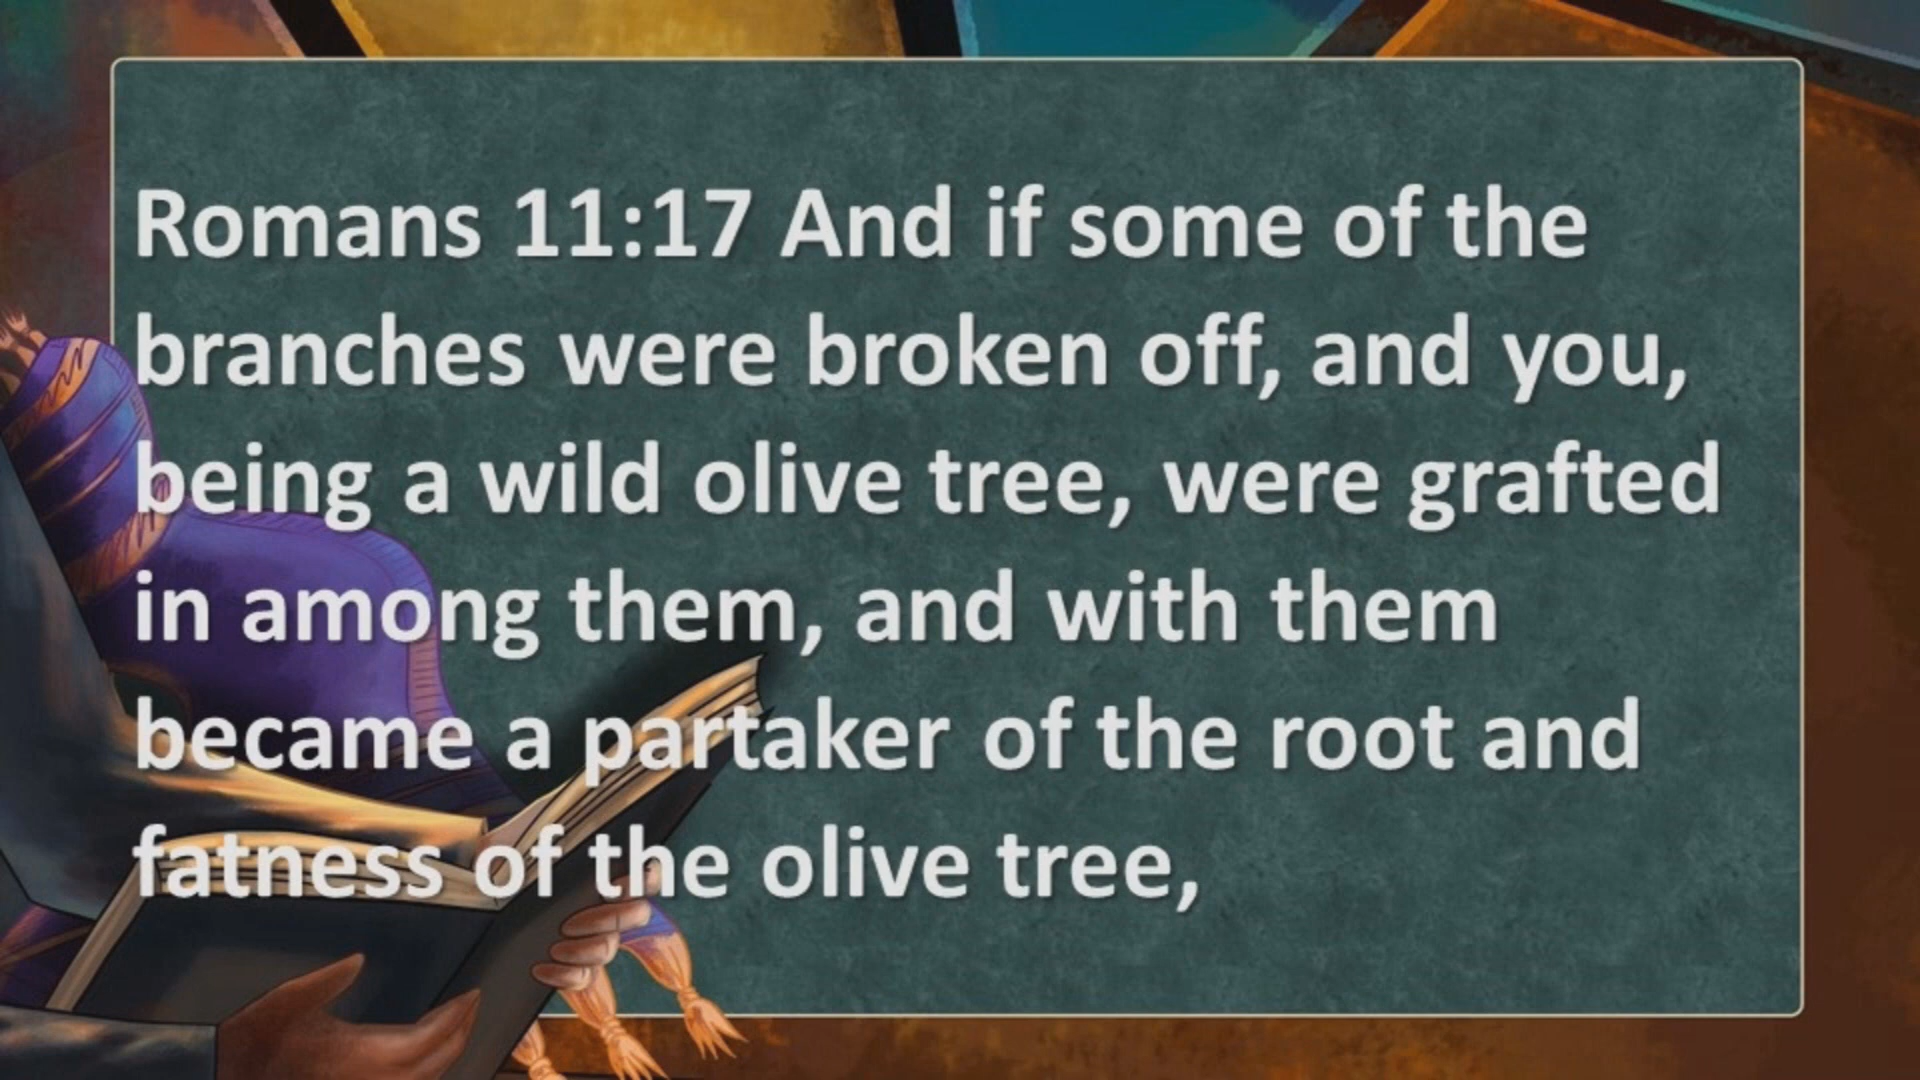 Romans 11:17 And if some of the
branches were broken off, and you,
being a wild olive tree, were grafted
in among them, and with them
became a partaker of the root and
fatness of the olive tree,